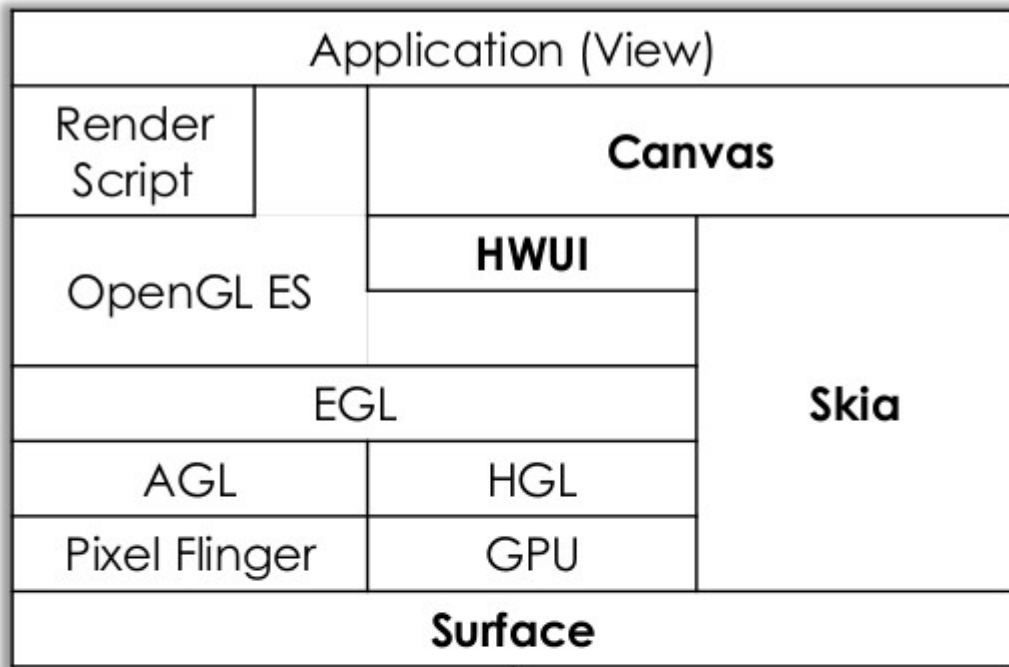 Application (View)
Render
Script
Canvas
HWUI
OpenGL ES
EGL
Skia
AGL
HGL
Pixel Flinger
GPU
Surface